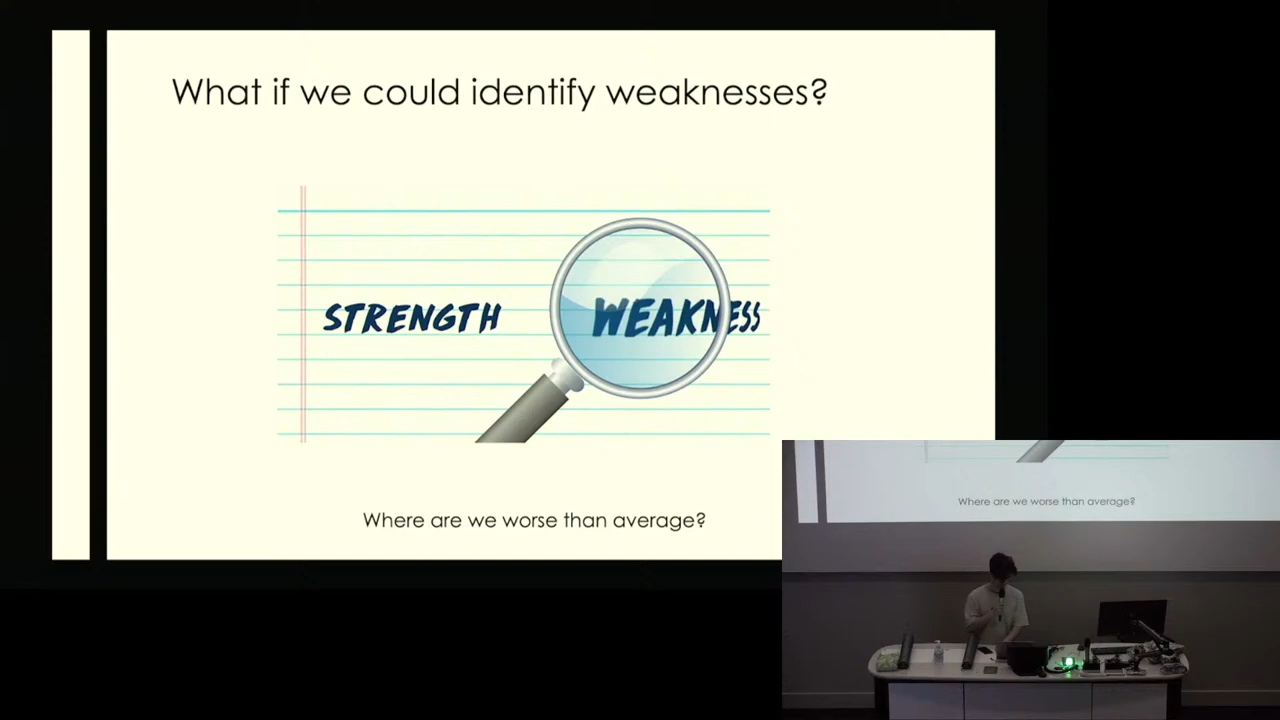 What if we could identify weaknesses?
STRENGTH
WEAKNESS
Where are we worse than average?
Where are we worse than average?